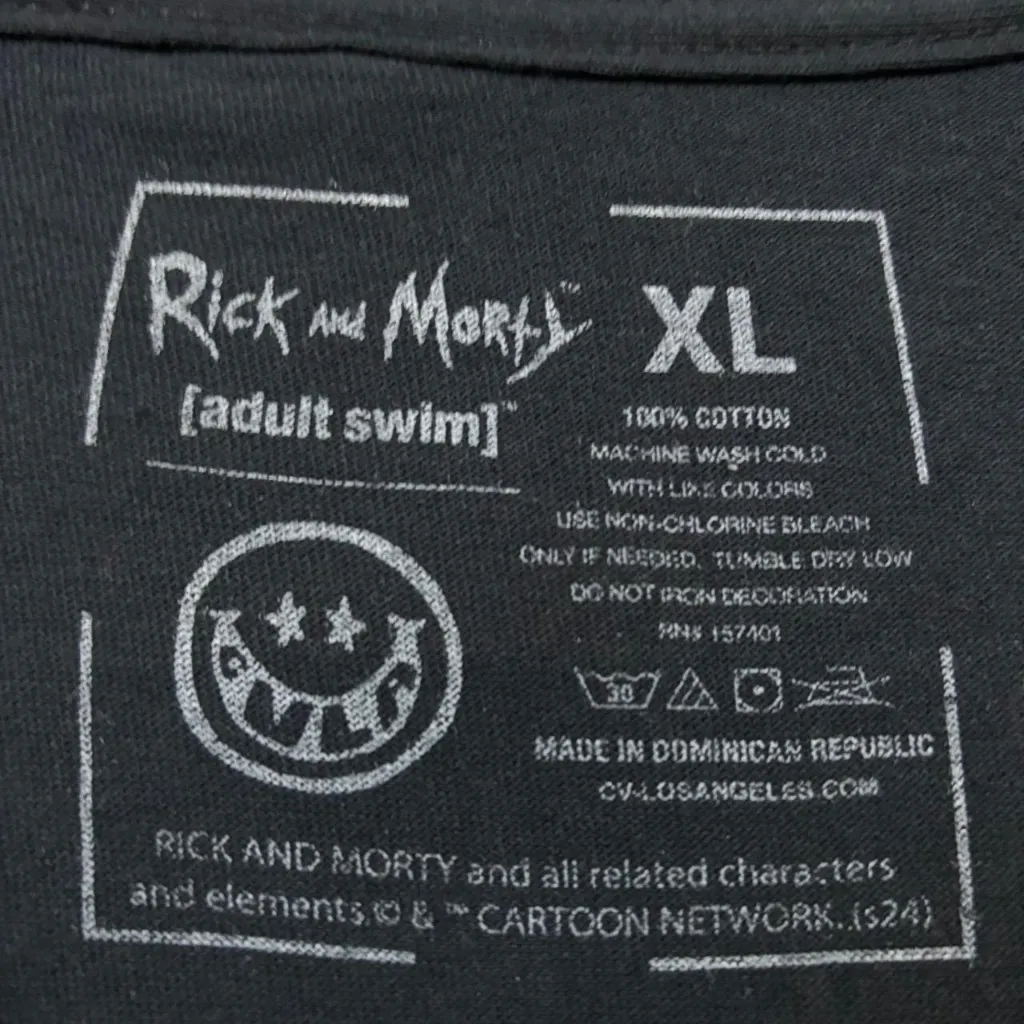 RICK AND MORTY™
[adult swim]™
XL
100% COTTON
MACHINE WASH COLD
WITH LIKE COLORS
USE NON-CHLORINE BLEACH
ONLY IF NEEDED. TUMBLE DRY LOW
DO NOT IRON DECORATION
RN# 157401
30
MADE IN DOMINICAN REPUBLIC
CV-LOSANGELES.COM
RICK AND MORTY and all related characters
and elements © & ™ CARTOON NETWORK. (s24)